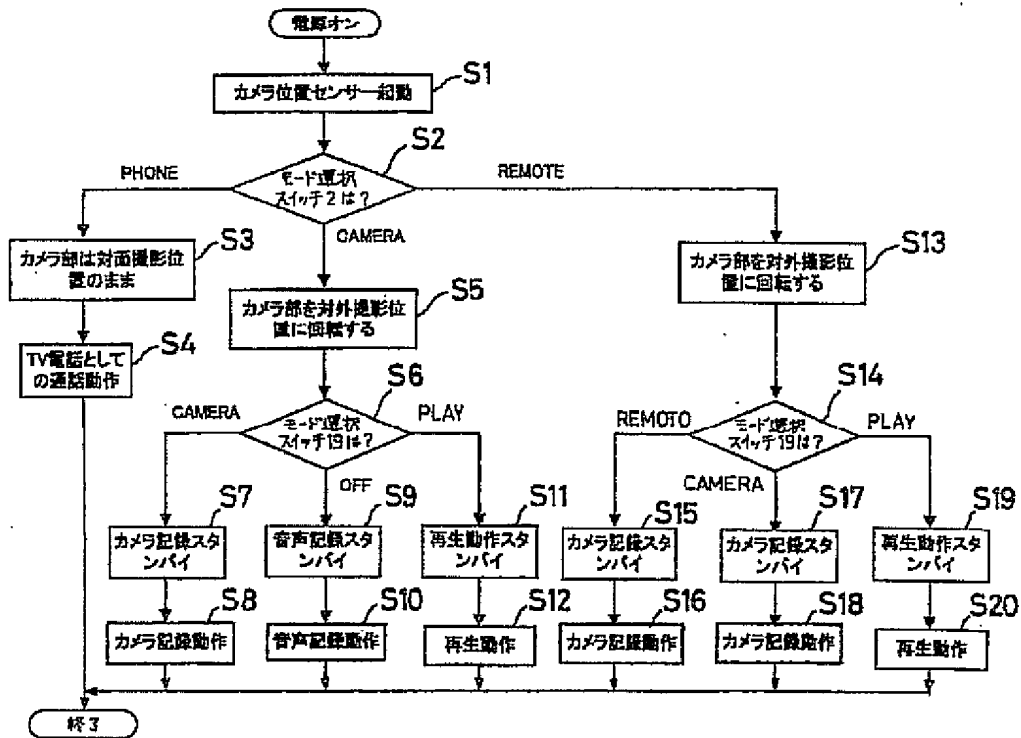 電源オン
カメラ位置センサー起動
S1
モード選択
スイッチ2は？
S2
PHONE
REMOTE
CAMERA
カメラ部は対面撮影位
置のまま
S3
TV電話として
の通話動作
S4
カメラ部を対外撮影位
置に回転する
S5
カメラ部を対外撮影位
置に回転する
S13
モード選択
スイッチ19は？
S6
CAMERA
PLAY
OFF
モード選択
スイッチ19は？
S14
REMOTO
PLAY
CAMERA
カメラ記録スタ
ンバイ
S7
音声記録スタ
ンバイ
S9
再生動作スタ
ンバイ
S11
カメラ記録スタ
ンバイ
S15
カメラ記録スタ
ンバイ
S17
再生動作スタ
ンバイ
S19
カメラ記録動作
S8
音声記録動作
S10
再生動作
S12
カメラ記録動作
S16
カメラ記録動作
S18
再生動作
S20
終了